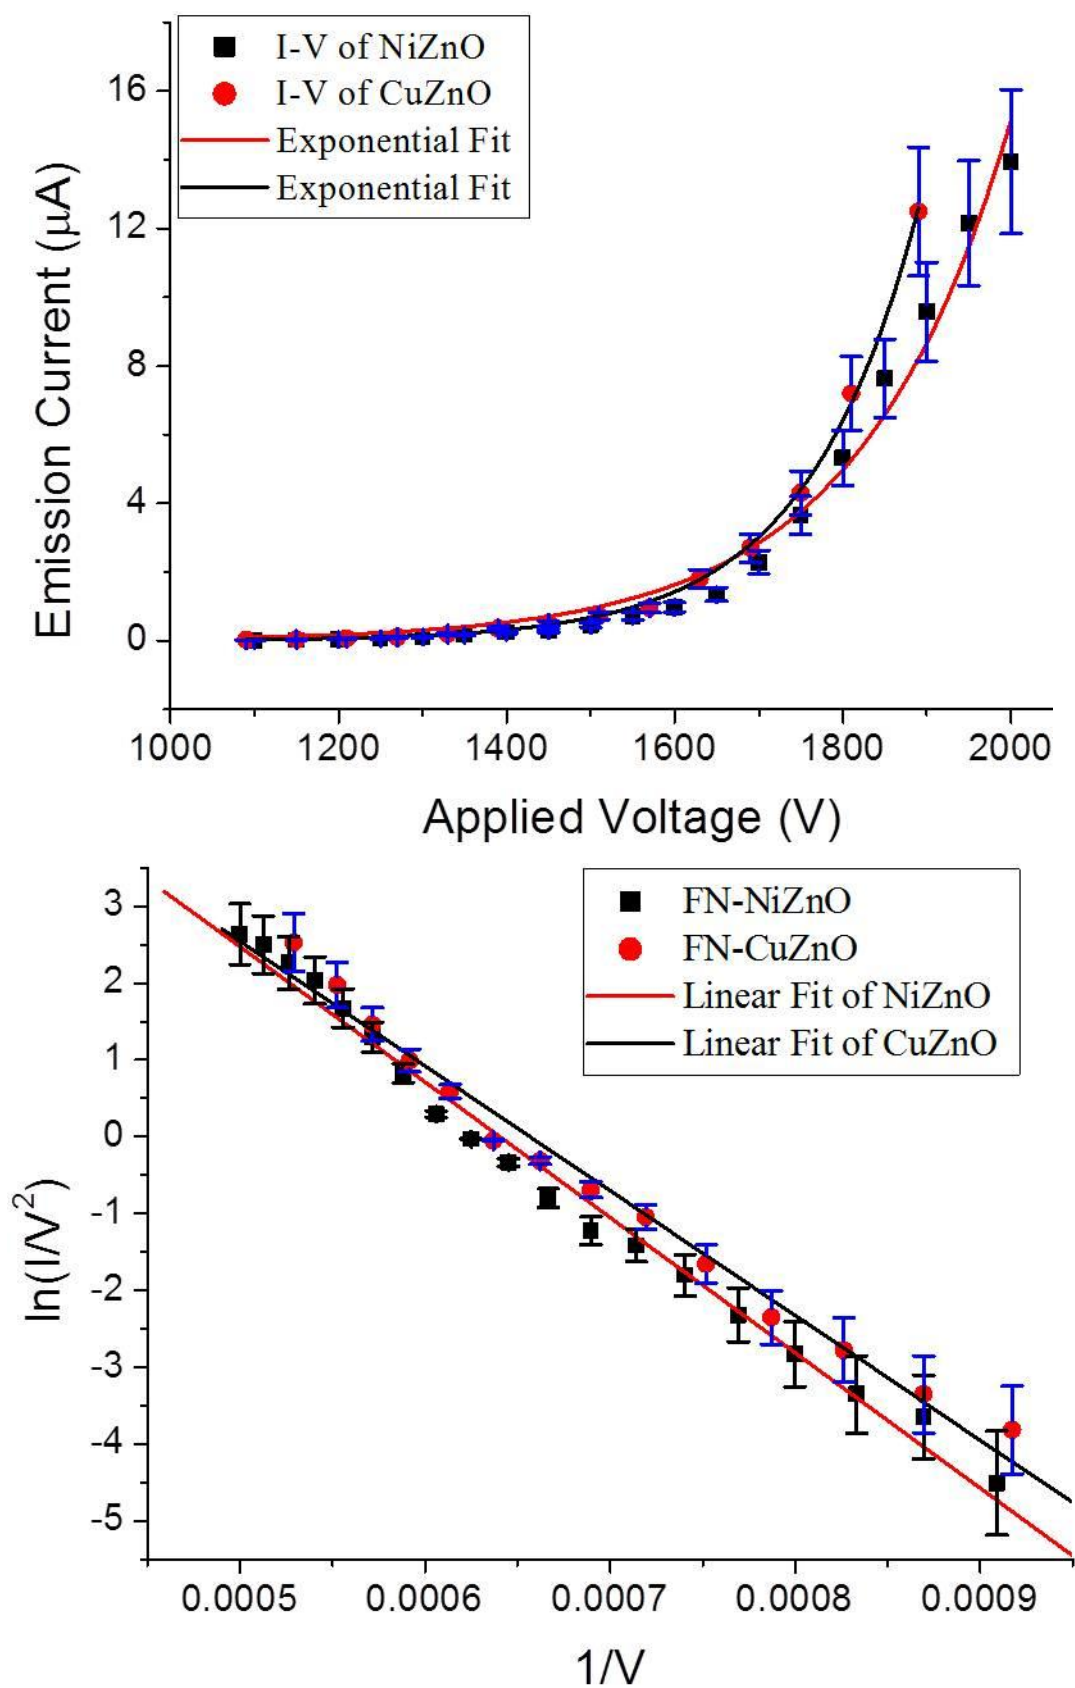 I-V of NiZnO
I-V of CuZnO
Exponential Fit
Exponential Fit
16
12
8
4
0
Emission Current (μA)
1000 1200 1400 1600 1800 2000
Applied Voltage (V)
FN-NiZnO
FN-CuZnO
Linear Fit of NiZnO
Linear Fit of CuZnO
3
2
1
0
-1
-2
-3
-4
-5
ln(I/V²)
0.0005 0.0006 0.0007 0.0008 0.0009
1/V